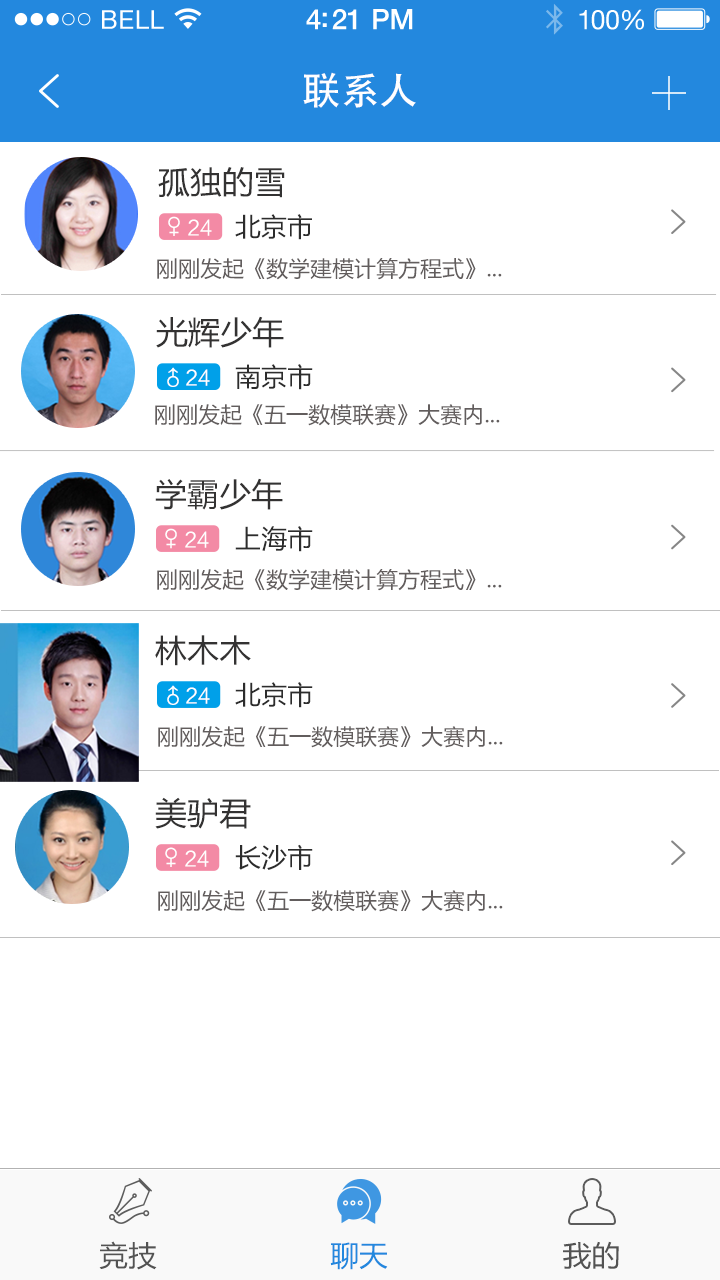 BELL 4:21 PM 100%
联系人
孤独的雪
♀ 24 北京市
刚刚发起《数学建模计算方程式》...
光辉少年
♂ 24 南京市
刚刚发起《五一数模联赛》大赛内...
学霸少年
♀ 24 上海市
刚刚发起《数学建模计算方程式》...
林木木
♂ 24 北京市
刚刚发起《五一数模联赛》大赛内...
美驴君
♀ 24 长沙市
刚刚发起《五一数模联赛》大赛内...
竞技 聊天 我的